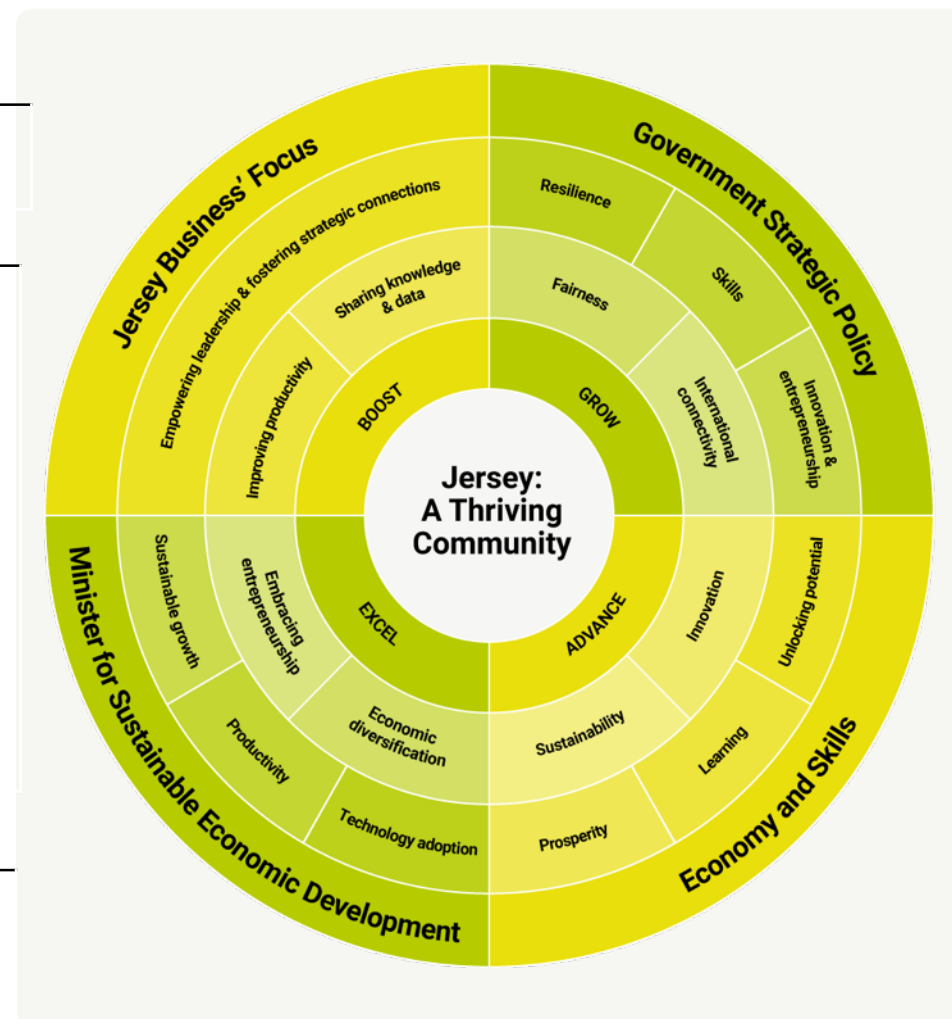 Jersey Business' Focus
Empowering leadership & fostering strategic connections
Sharing knowledge
& data
Improving productivity
BOOST
Government Strategic Policy
Resilience
Skills
Innovation &
entrepreneurship
Fairness
International
connectivity
GROW
Jersey:
A Thriving
Community
Minister for Sustainable Economic Development
Sustainable growth
Productivity
Technology adoption
Embracing
entrepreneurship
Economic
diversification
EXCEL
Economy and Skills
Unlocking potential
Learning
Prosperity
Innovation
Sustainability
ADVANCE